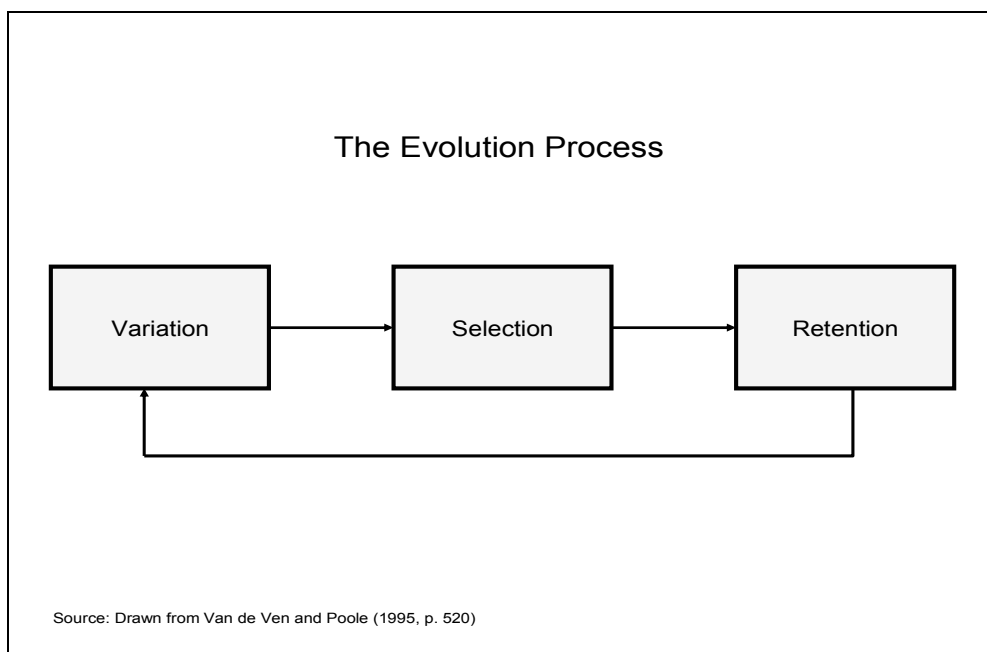 The Evolution Process
Variation
Selection
Retention
Source: Drawn from Van de Ven and Poole (1995, p. 520)